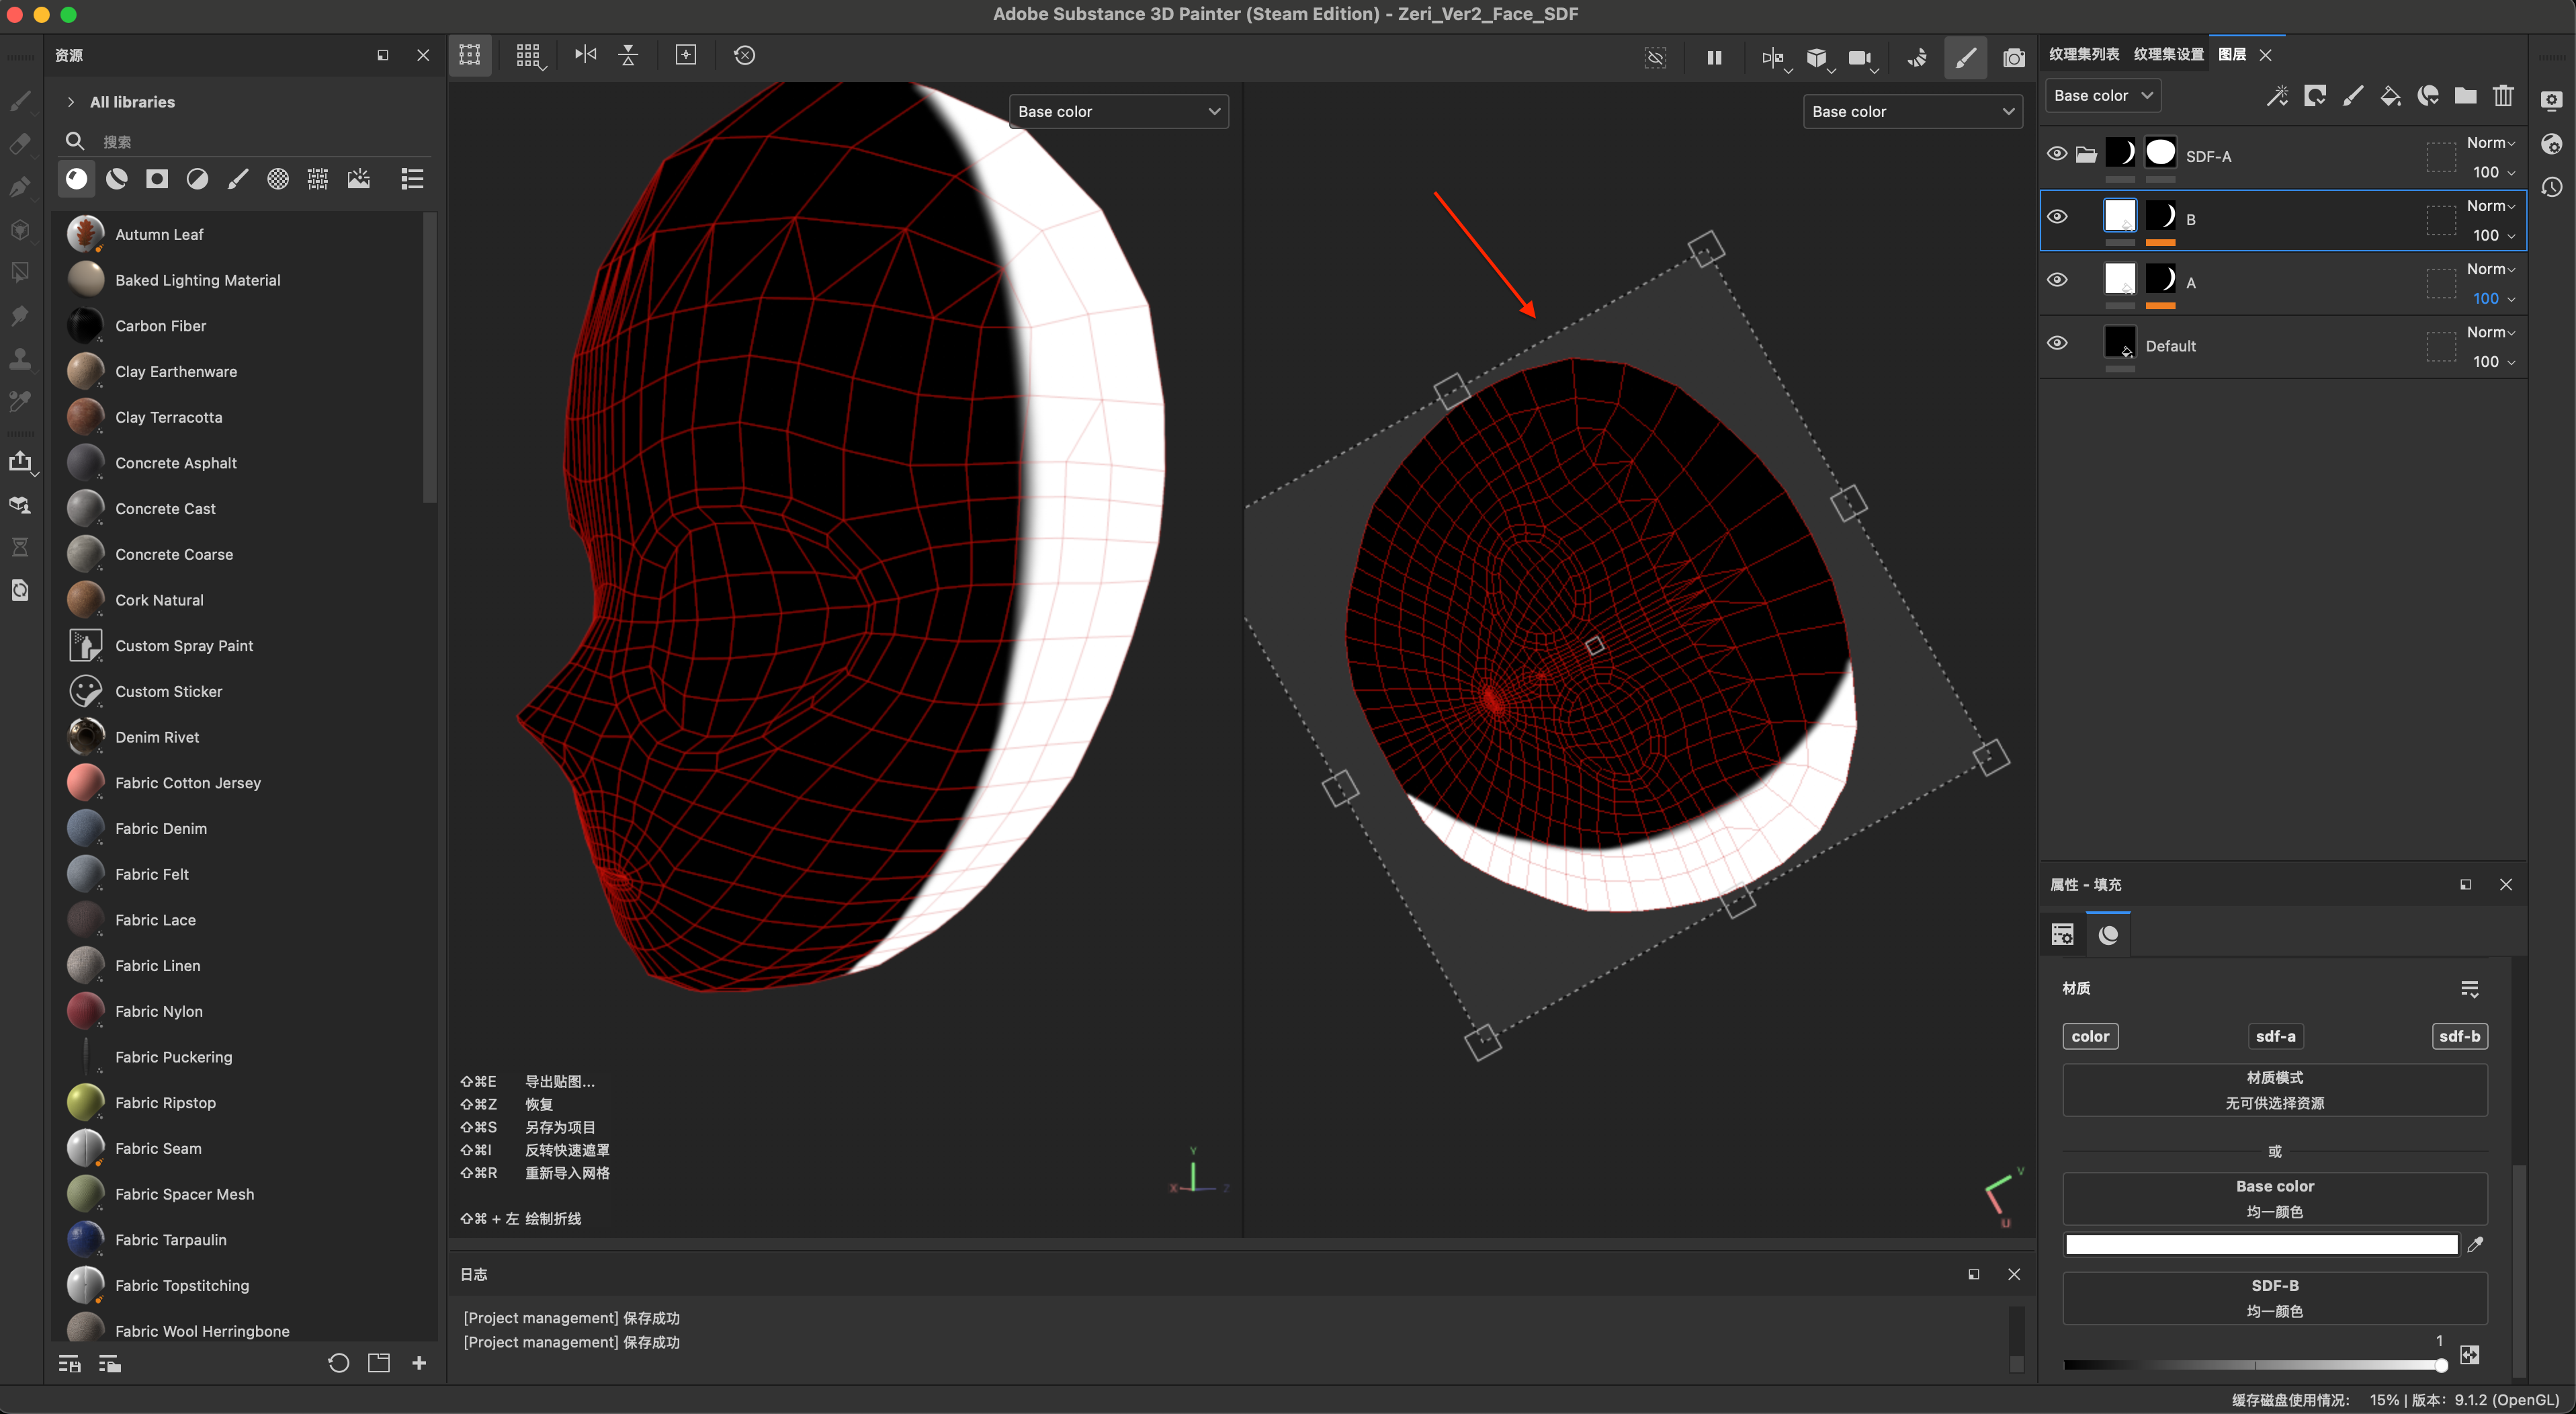 Adobe Substance 3D Painter (Steam Edition) - Zeri_Ver2_Face_SDF
资源
All libraries
搜索
Autumn Leaf
Baked Lighting Material
Carbon Fiber
Clay Earthenware
Clay Terracotta
Concrete Asphalt
Concrete Cast
Concrete Coarse
Cork Natural
Custom Spray Paint
Custom Sticker
Denim Rivet
Fabric Cotton Jersey
Fabric Denim
Fabric Felt
Fabric Lace
Fabric Linen
Fabric Nylon
Fabric Puckering
Fabric Ripstop
Fabric Seam
Fabric Spacer Mesh
Fabric Tarpaulin
Fabric Topstitching
Fabric Wool Herringbone
Base color
Base color
⇧⌘E 导出贴图...
⇧⌘Z 恢复
⇧⌘S 另存为项目
⇧⌘I 反转快速遮罩
⇧⌘R 重新导入网格
⇧⌘ + 左 绘制折线
Y
X
Z
V
U
日志
[Project management] 保存成功
[Project management] 保存成功
纹理集列表 纹理集设置 图层
Base color
SDF-A
Norm
100
B
Norm
100
A
Norm
100
Default
Norm
100
属性 - 填充
材质
color sdf-a sdf-b
材质模式
无可供选择资源
或
Base color
均一颜色
SDF-B
均一颜色
1
缓存磁盘使用情况: 15% | 版本: 9.1.2 (OpenGL)